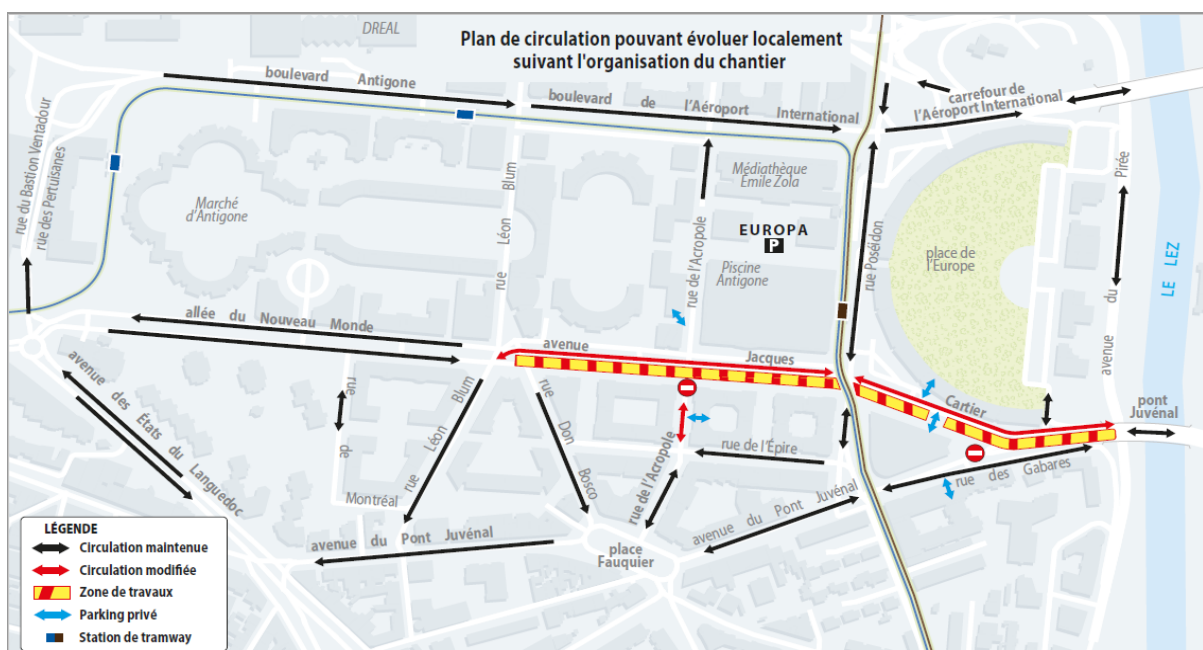 DREAL
Plan de circulation pouvant évoluer localement
suivant l'organisation du chantier
boulevard Antigone
boulevard de l'Aéroport International
carrefour de
l'Aéroport International
rue du Bastion Ventadour
rue des Pertuisanes
Marché
d'Antigone
rue Léon Blum
rue de l'Acropole
Médiathèque
Emile Zola
EUROPA
P
Piscine
Antigone
rue Poséidon
place de
l'Europe
avenue du Pirée
LE LEZ
allée du Nouveau Monde
avenue Jacques Cartier
pont
Juvénal
avenue des États du Languedoc
rue de Montréal
rue Léon Blum
rue Don Bosco
rue de l'Acropole
rue de l'Épire
rue des Gabares
avenue du Pont Juvénal
avenue du Pont Juvénal
place
Fauquier
LÉGENDE
Circulation maintenue
Circulation modifiée
Zone de travaux
Parking privé
Station de tramway